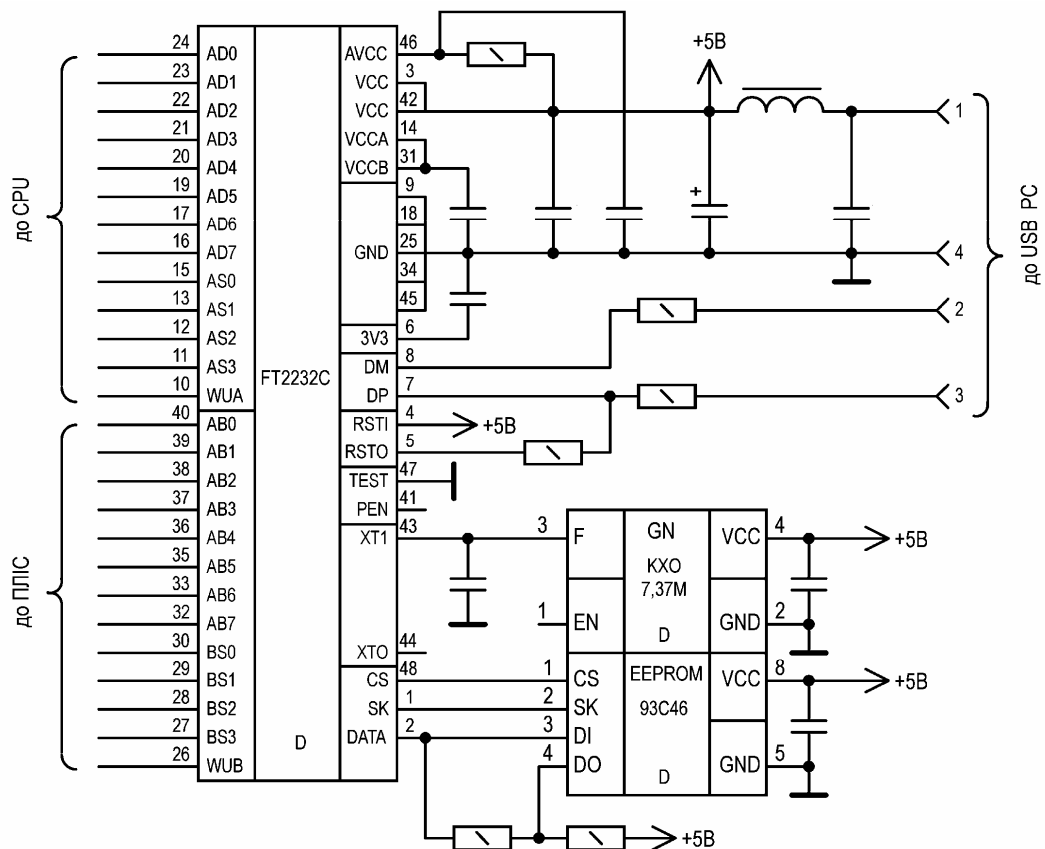 24 AD0 AVCC 46 +5В
23 AD1 VCC 3
22 AD2 VCC 42 1
21 AD3 VCCA 14
20 AD4 VCCB 31
19 AD5 9 +
17 AD6 18
16 AD7 GND 25 4
15 AS0 34
13 AS1 45 2
12 AS2 3V3 6
11 AS3 DM 8
10 WUA DP 7 3
до CPU
FT2232C
до USB PC
40 AB0 RSTI 4 +5В
39 AB1 RSTO 5
38 AB2 TEST 47
37 AB3 PEN 41
36 AB4 XT1 43 3 F GN VCC 4 +5В
35 AB5 KXO
33 AB6 7,37M
32 AB7 1 EN D GND 2
30 BS0 XTO 44
29 BS1 CS 48 1 CS EEPROM VCC 8 +5В
28 BS2 SK 1 2 SK 93C46
27 BS3 D DATA 2 3 DI
26 WUB 4 DO D GND 5
до ПЛІС
+5В